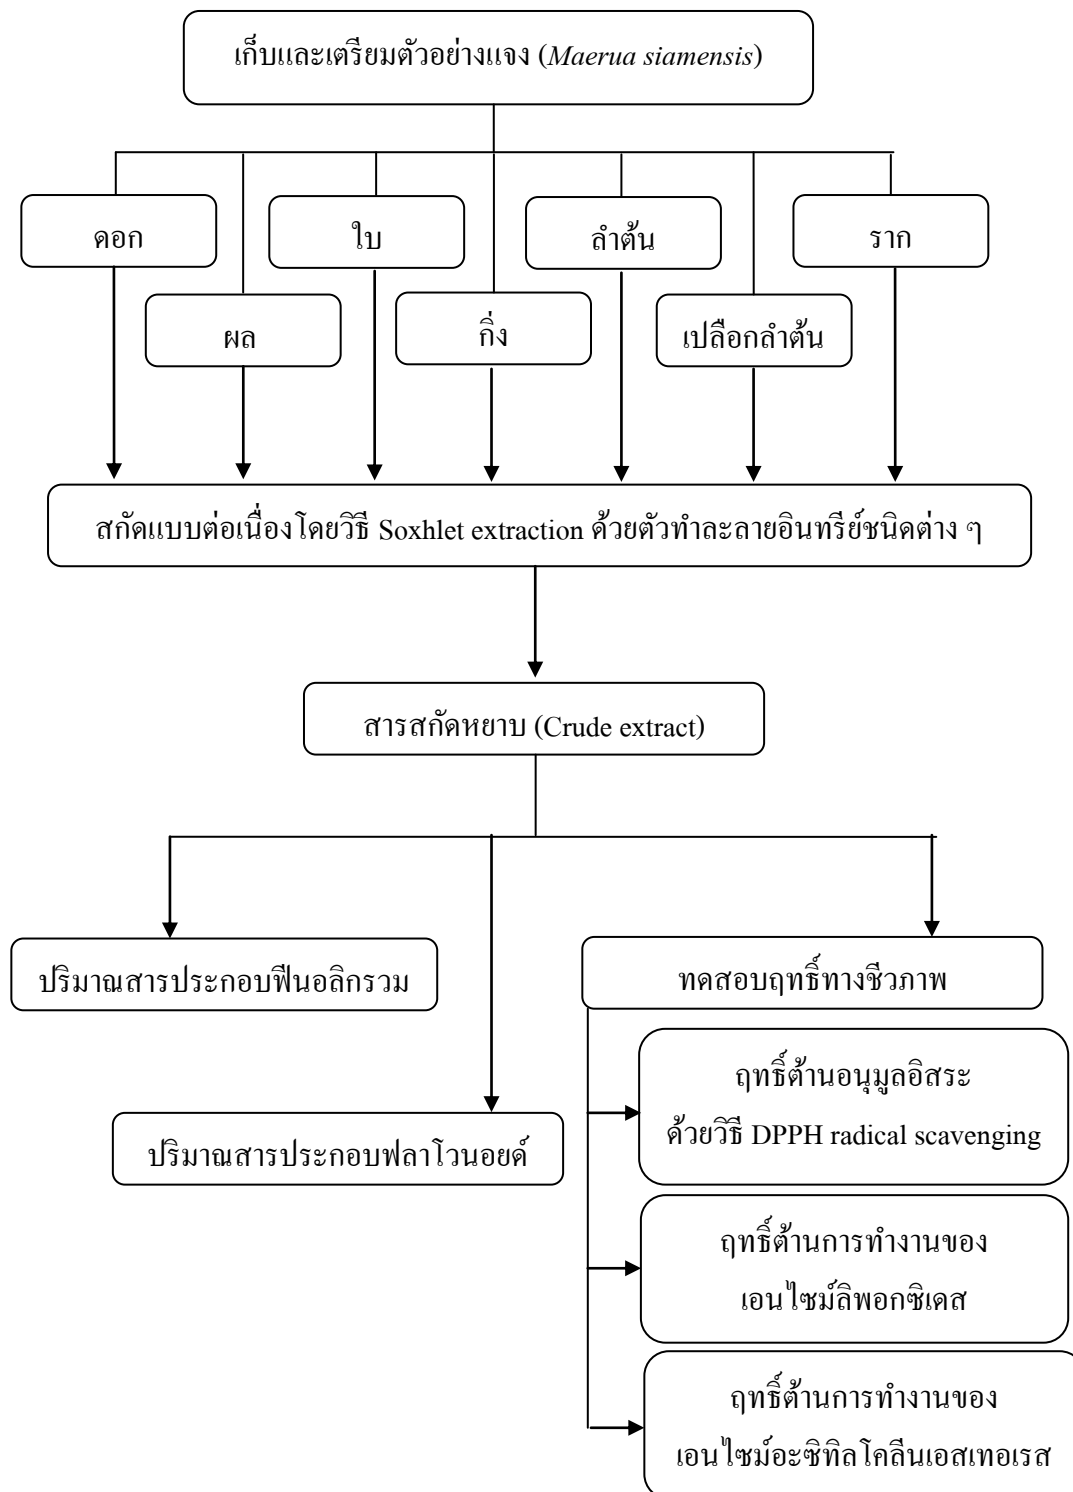 เก็บและเตรียมตัวอย่างแจง (Maerua siamensis)
ดอก
ใบ
ลำต้น
ราก
ผล
กิ่ง
เปลือกลำต้น
สกัดแบบต่อเนื่องโดยวิธี Soxhlet extraction ด้วยตัวทำละลายอินทรีย์ชนิดต่าง ๆ
สารสกัดหยาบ (Crude extract)
ปริมาณสารประกอบฟีนอลิกรวม
ทดสอบฤทธิ์ทางชีวภาพ
ฤทธิ์ต้านอนุมูลอิสระ
ด้วยวิธี DPPH radical scavenging
ปริมาณสารประกอบฟลาโวนอยด์
ฤทธิ์ต้านการทำงานของ
เอนไซม์ลิพอกซิเดส
ฤทธิ์ต้านการทำงานของ
เอนไซม์อะซิทิลโคลีนเอสเทอเรส